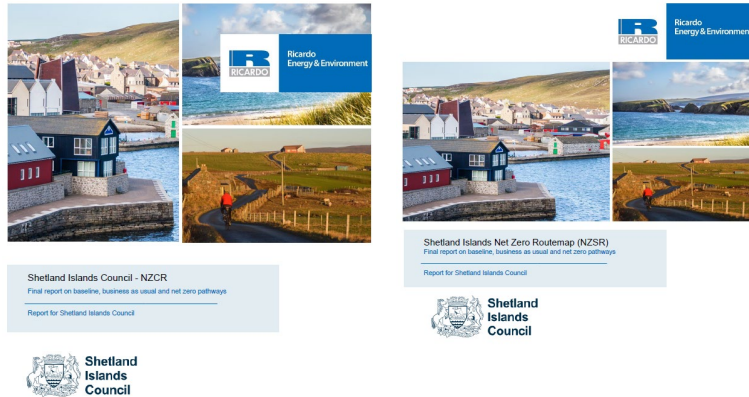 RICARDO
Ricardo
Energy & Environment
Shetland Islands Council - NZCR
Final report on baseline, business as usual and net zero pathways
Report for Shetland Islands Council
Shetland
Islands
Council
RICARDO
Ricardo
Energy & Environment
Shetland Islands Net Zero Routemap (NZSR)
Final report on baseline, business as usual and net zero pathways
Report for Shetland Islands Council
Shetland
Islands
Council